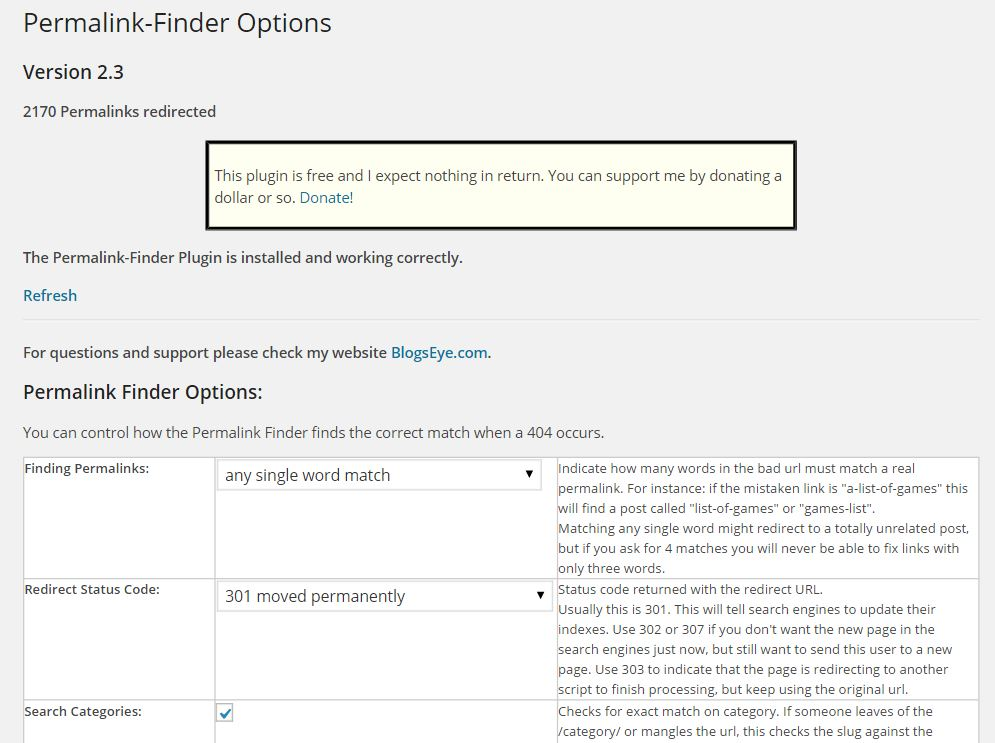 Permalink-Finder Options
Version 2.3
2170 Permalinks redirected
This plugin is free and I expect nothing in return. You can support me by donating a
dollar or so. Donate!
The Permalink-Finder Plugin is installed and working correctly.
Refresh
For questions and support please check my website BlogsEye.com.
Permalink Finder Options:
You can control how the Permalink Finder finds the correct match when a 404 occurs.
Finding Permalinks:
any single word match
Indicate how many words in the bad url must match a real
permalink. For instance: if the mistaken link is "a-list-of-games" this
will find a post called "list-of-games" or "games-list".
Matching any single word might redirect to a totally unrelated post,
but if you ask for 4 matches you will never be able to fix links with
only three words.
Redirect Status Code:
301 moved permanently
Status code returned with the redirect URL.
Usually this is 301. This will tell search engines to update their
indexes. Use 302 or 307 if you don't want the new page in the
search engines just now, but still want to send this user to a new
page. Use 303 to indicate that the page is redirecting to another
script to finish processing, but keep using the original url.
Search Categories:
Checks for exact match on category. If someone leaves of the
/category/ or mangles the url, this checks the slug against the